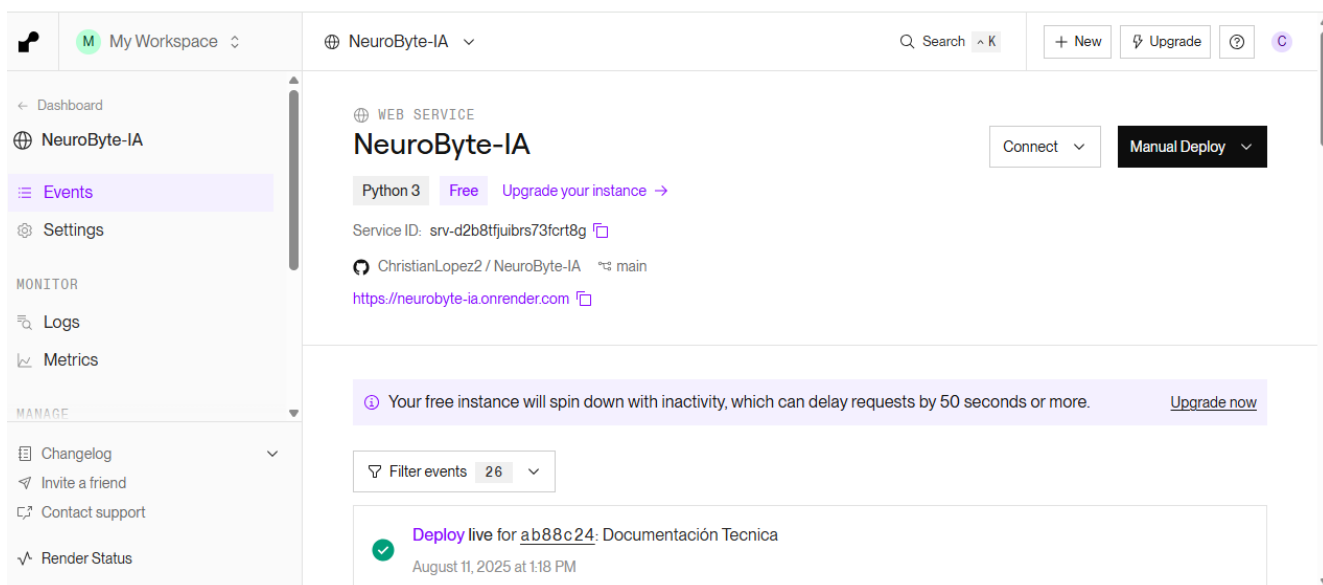 M My Workspace
NeuroByte-IA
Search ⌃ K
+ New
Upgrade
C
← Dashboard
NeuroByte-IA
Events
Settings
MONITOR
Logs
Metrics
MANAGE
Changelog
Invite a friend
Contact support
Render Status
WEB SERVICE
NeuroByte-IA
Connect
Manual Deploy
Python 3 Free Upgrade your instance →
Service ID: srv-d2b8tfjuibrs73fcrt8g
ChristianLopez2 / NeuroByte-IA main
https://neurobyte-ia.onrender.com
Your free instance will spin down with inactivity, which can delay requests by 50 seconds or more. Upgrade now
Filter events 26
Deploy live for ab88c24: Documentación Tecnica
August 11, 2025 at 1:18 PM